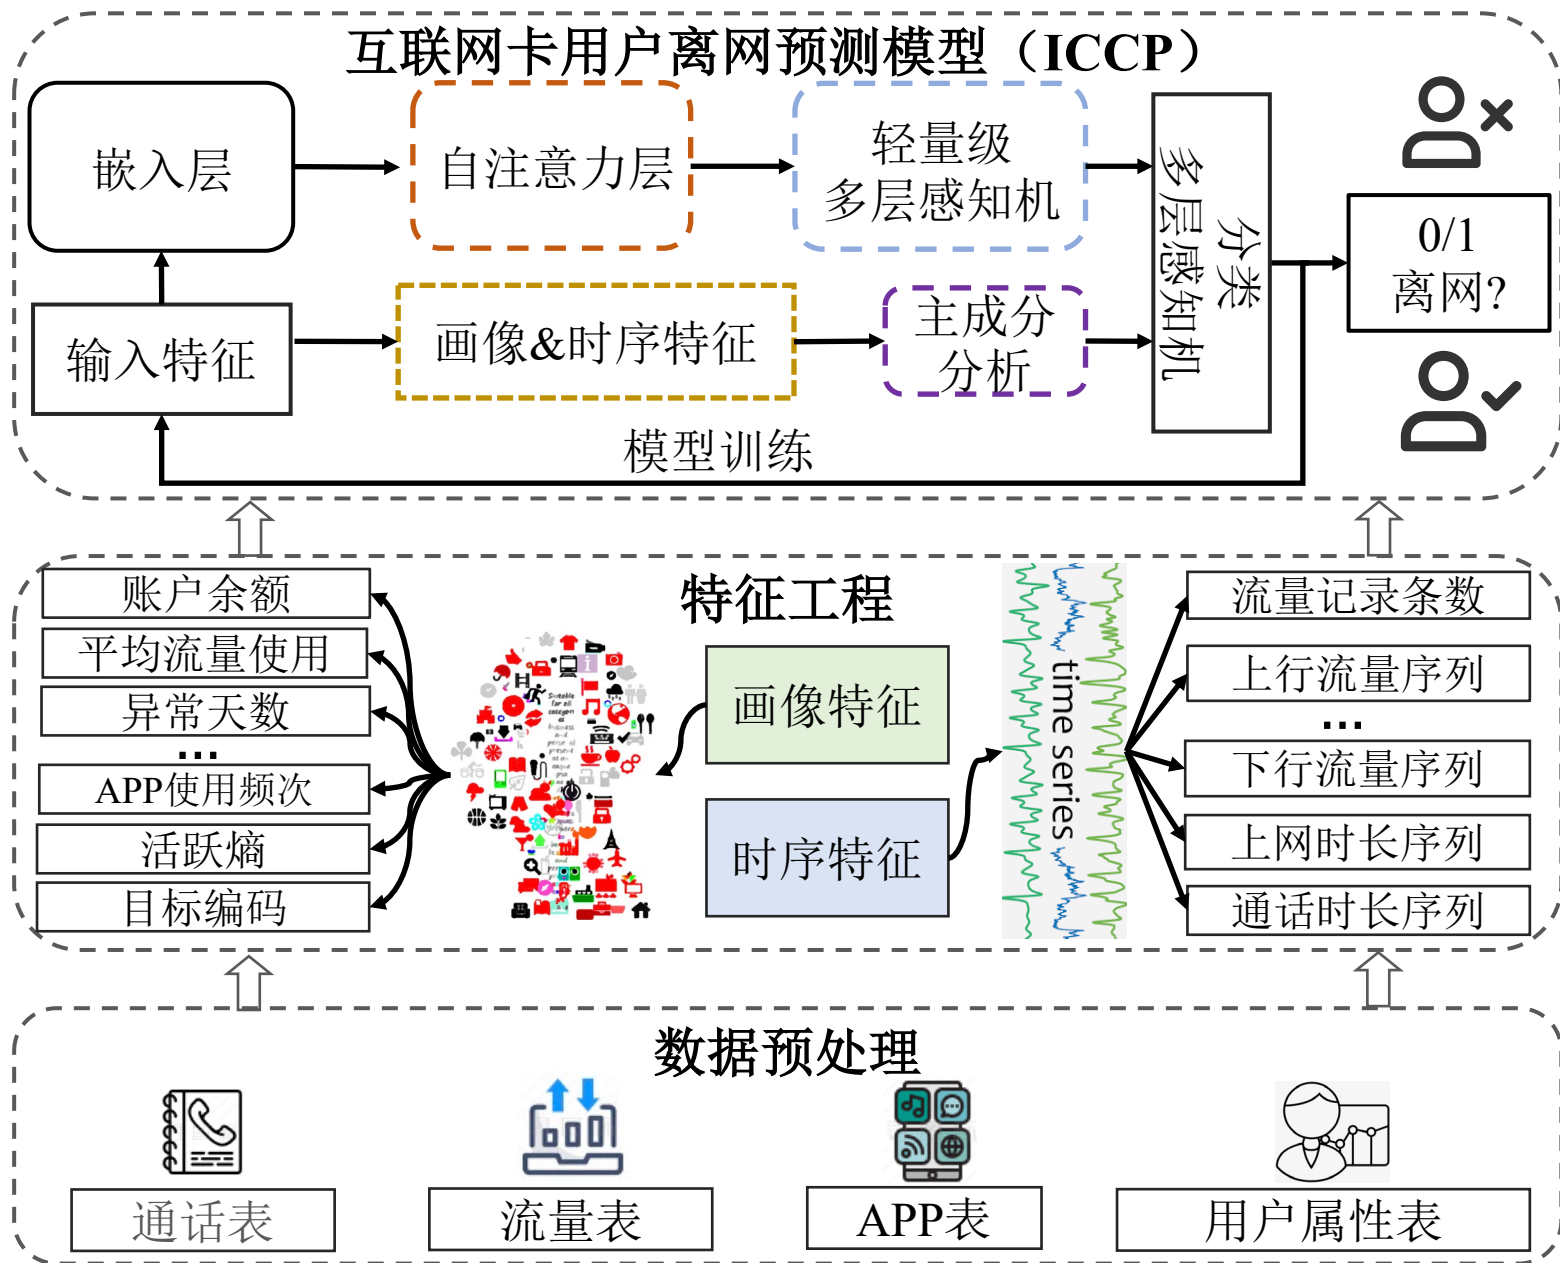 互联网卡用户离网预测模型（ICCP）
嵌入层
自注意力层
轻量级
多层感知机
分类
多层感知机
0/1
离网?
输入特征
画像&时序特征
主成分
分析
模型训练
特征工程
账户余额
平均流量使用
异常天数
...
APP使用频次
活跃熵
目标编码
画像特征
时序特征
time series
流量记录条数
上行流量序列
...
下行流量序列
上网时长序列
通话时长序列
数据预处理
通话表
流量表
APP表
用户属性表